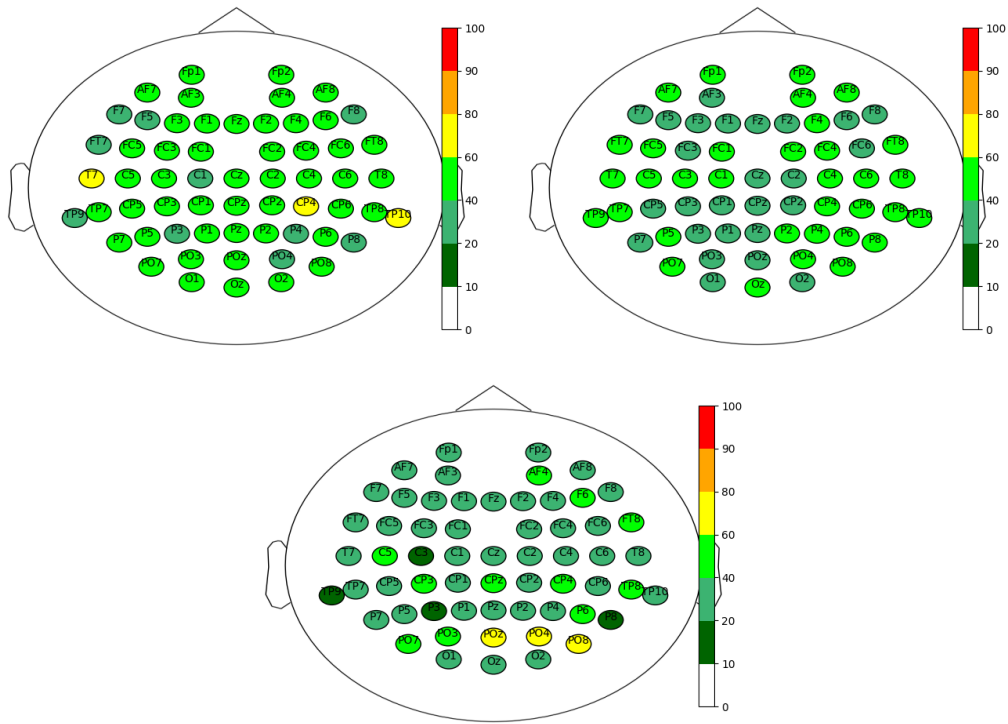 Fp1 Fp2
AF7 AF3 AF4 AF8
F7 F5 F3 F1 Fz F2 F4 F6 F8
FT7 FC5 FC3 FC1 FC2 FC4 FC6 FT8
T7 C5 C3 C1 Cz C2 C4 C6 T8
TP9 TP7 CP5 CP3 CP1 CPz CP2 CP4 CP6 TP8 TP10
P7 P5 P3 P1 Pz P2 P4 P6 P8
PO7 PO3 POz PO4 PO8
O1 Oz O2
100
90
80
60
40
20
10
0
Fp1 Fp2
AF7 AF3 AF4 AF8
F7 F5 F3 F1 Fz F2 F4 F6 F8
FT7 FC5 FC3 FC1 FC2 FC4 FC6 FT8
T7 C5 C3 C1 Cz C2 C4 C6 T8
TP9 TP7 CP5 CP3 CP1 CPz CP2 CP4 CP6 TP8 TP10
P7 P5 P3 P1 Pz P2 P4 P6 P8
PO7 PO3 POz PO4 PO8
O1 Oz O2
100
90
80
60
40
20
10
0
Fp1 Fp2
AF7 AF3 AF4 AF8
F7 F5 F3 F1 Fz F2 F4 F6 F8
FT7 FC5 FC3 FC1 FC2 FC4 FC6 FT8
T7 C5 C3 C1 Cz C2 C4 C6 T8
TP9 TP7 CP5 CP3 CP1 CPz CP2 CP4 CP6 TP8 TP10
P7 P5 P3 P1 Pz P2 P4 P6 P8
PO7 PO3 POz PO4 PO8
O1 Oz O2
100
90
80
60
40
20
10
0